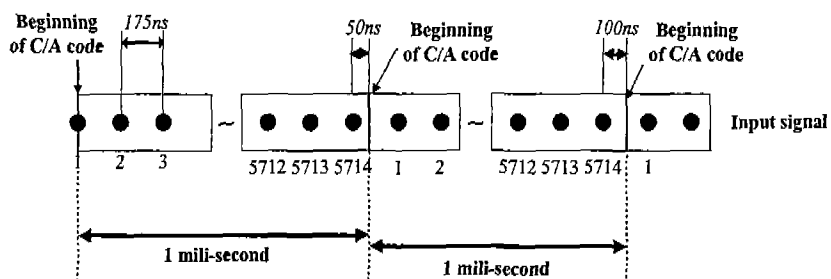 Beginning
of C/A code
175ns
50ns
Beginning
of C/A code
100ns
Beginning
of C/A code
Input signal
1
2
3
~
5712 5713 5714
1
2
~
5712 5713 5714
1
1 mili-second
1 mili-second